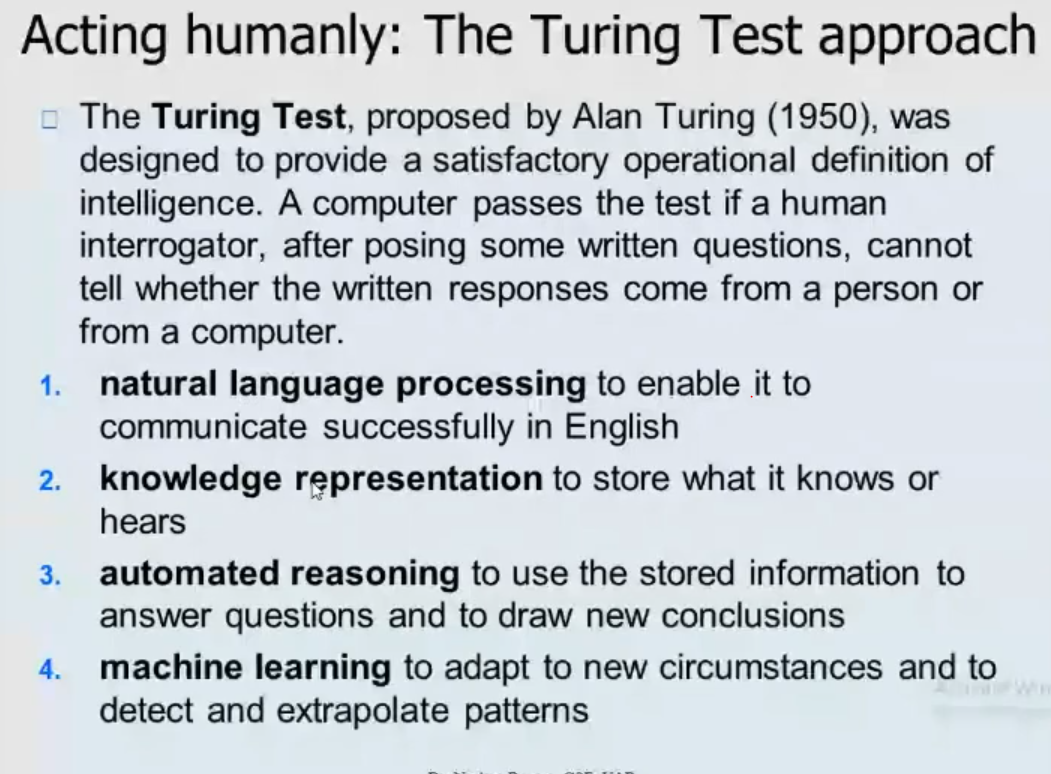 Acting humanly: The Turing Test approach
The Turing Test, proposed by Alan Turing (1950), was
designed to provide a satisfactory operational definition of
intelligence. A computer passes the test if a human
interrogator, after posing some written questions, cannot
tell whether the written responses come from a person or
from a computer.
1. natural language processing to enable it to
communicate successfully in English
2. knowledge representation to store what it knows or
hears
3. automated reasoning to use the stored information to
answer questions and to draw new conclusions
4. machine learning to adapt to new circumstances and to
detect and extrapolate patterns